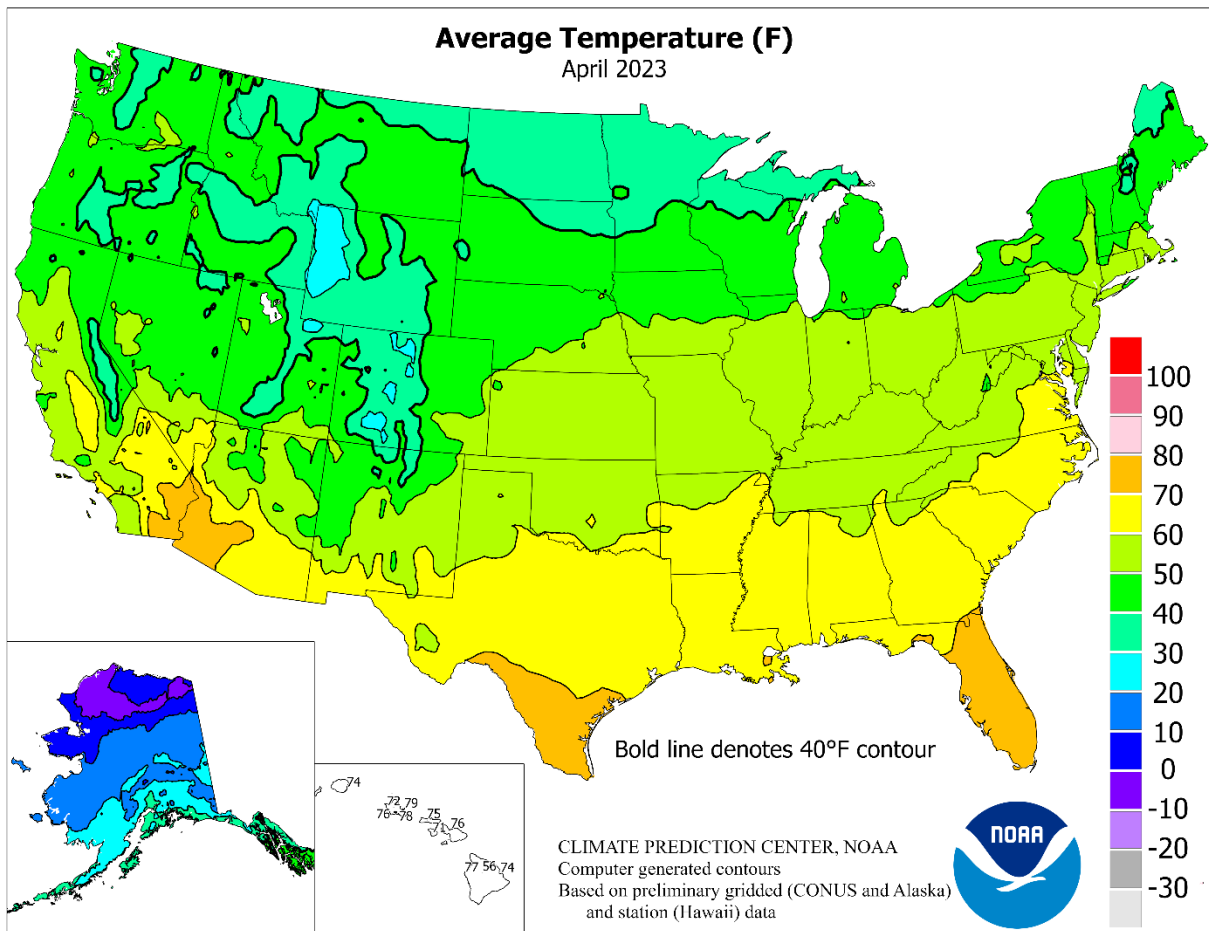 Average Temperature (F)
April 2023
100
90
80
70
60
50
40
30
20
10
0
-10
-20
-30
Bold line denotes 40°F contour
74
72 79
76 78
75
71 76
77 56 74
CLIMATE PREDICTION CENTER, NOAA
Computer generated contours
Based on preliminary gridded (CONUS and Alaska)
and station (Hawaii) data
NOAA